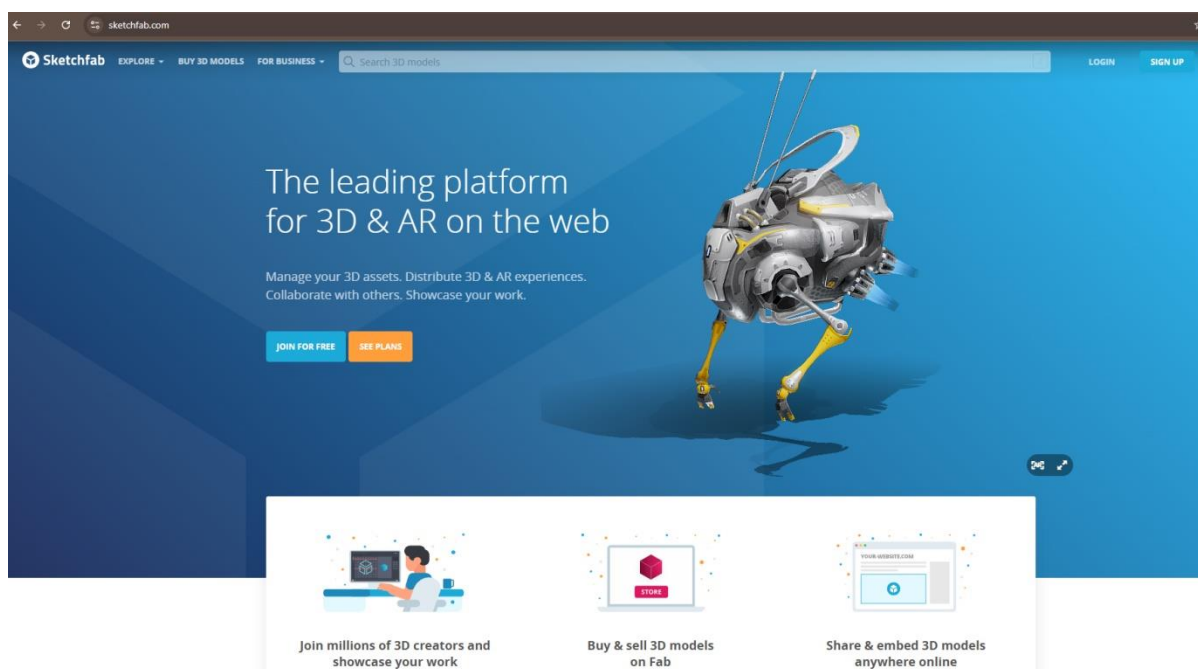 sketchfab.com
Sketchfab EXPLORE BUY 3D MODELS FOR BUSINESS Search 3D models LOGIN SIGN UP
The leading platform
for 3D & AR on the web
Manage your 3D assets. Distribute 3D & AR experiences.
Collaborate with others. Showcase your work.
JOIN FOR FREE SEE PLANS
YOUR-WEBSITE.COM
STORE
Join millions of 3D creators and
showcase your work
Buy & sell 3D models
on Fab
Share & embed 3D models
anywhere online